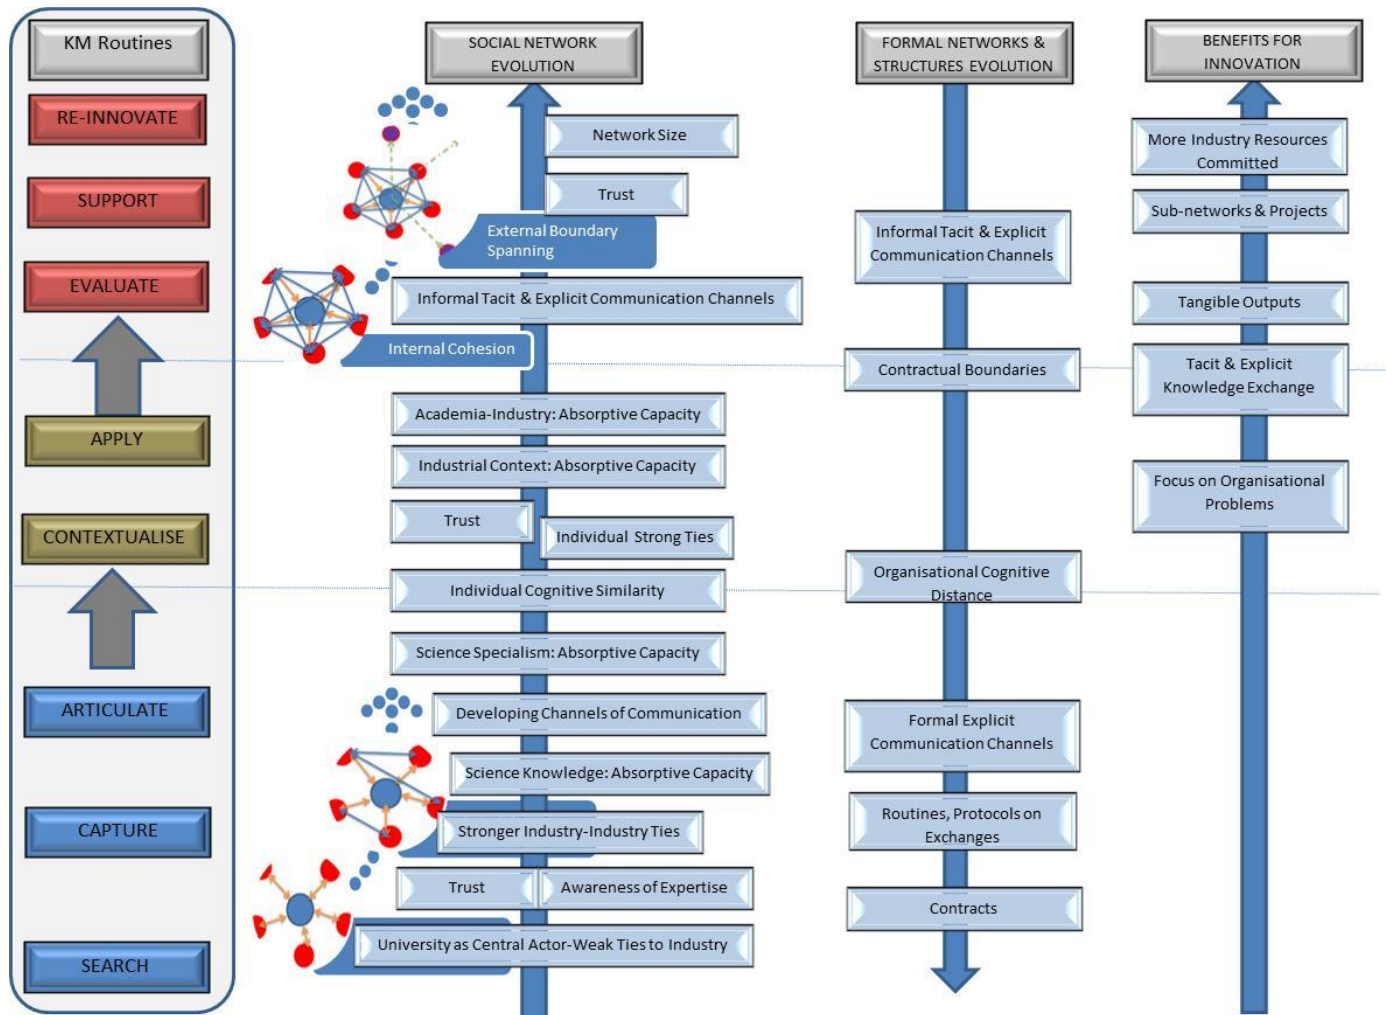 KM Routines
RE-INNOVATE
SUPPORT
EVALUATE
APPLY
CONTEXTUALISE
ARTICULATE
CAPTURE
SEARCH
SOCIAL NETWORK
EVOLUTION
Network Size
Trust
External Boundary
Spanning
Informal Tacit & Explicit Communication Channels
Internal Cohesion
Academia-Industry: Absorptive Capacity
Industrial Context: Absorptive Capacity
Trust
Individual Strong Ties
Individual Cognitive Similarity
Science Specialism: Absorptive Capacity
Developing Channels of Communication
Science Knowledge: Absorptive Capacity
Stronger Industry-Industry Ties
Trust
Awareness of Expertise
University as Central Actor-Weak Ties to Industry
FORMAL NETWORKS &
STRUCTURES EVOLUTION
Informal Tacit & Explicit
Communication Channels
Contractual Boundaries
Organisational Cognitive
Distance
Formal Explicit
Communication Channels
Routines, Protocols on
Exchanges
Contracts
BENEFITS FOR
INNOVATION
More Industry Resources
Committed
Sub-networks & Projects
Tangible Outputs
Tacit & Explicit
Knowledge Exchange
Focus on Organisational
Problems